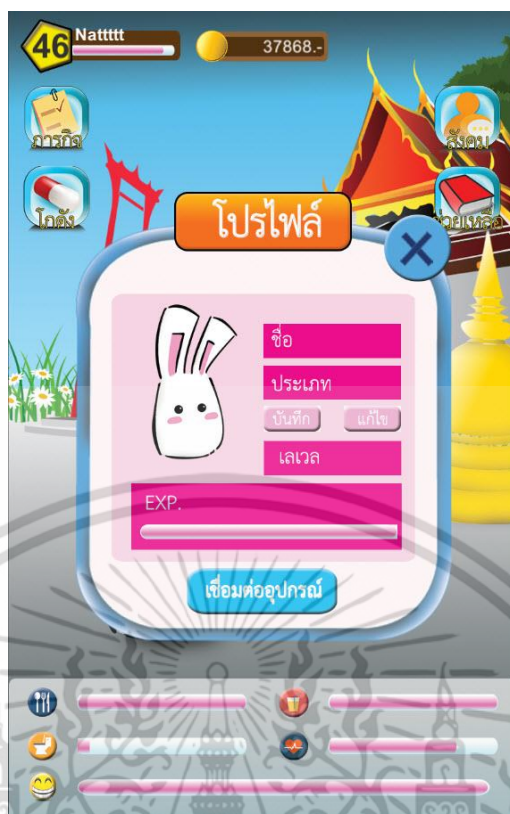 46
Nattttt
37868.-
ภารกิจ
สังคม
โกดัง
ช่วยเหลือ
โปรไฟล์
X
ชื่อ
ประเภท
บันทึก
แก้ไข
เลเวล
EXP.
เชื่อมต่ออุปกรณ์